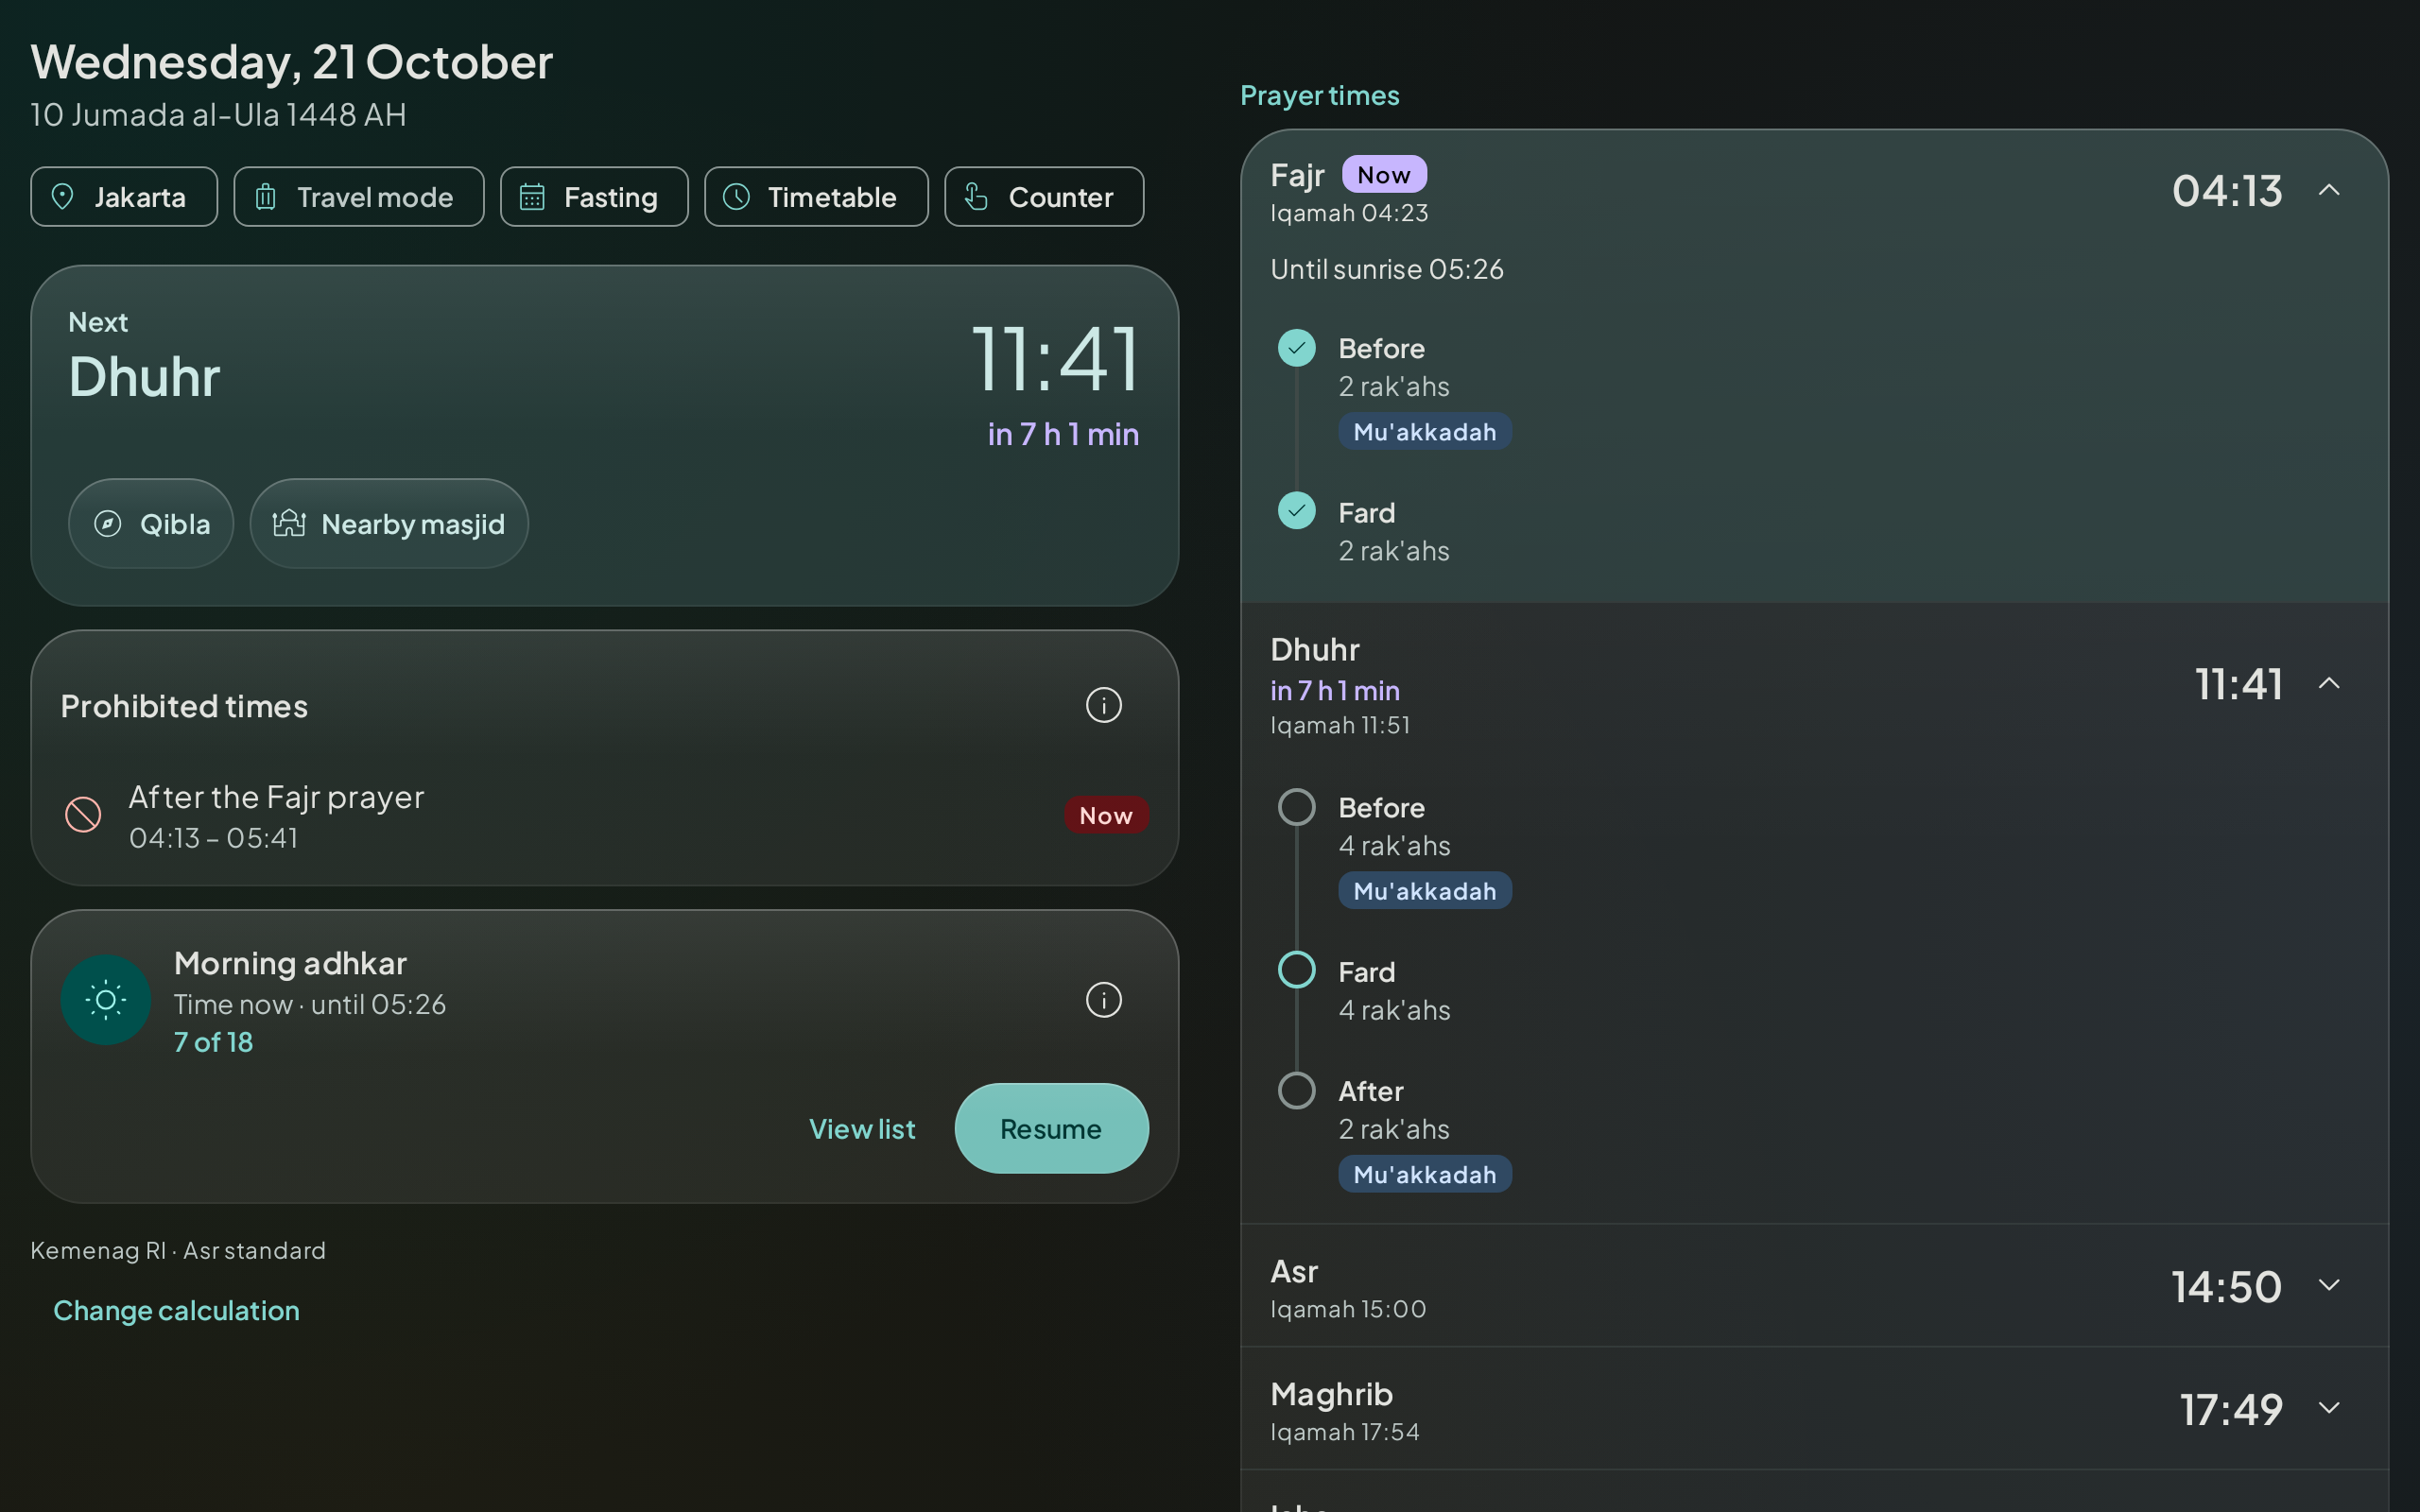 Wednesday, 21 October
10 Jumada al-Ula 1448 AH
Jakarta
Travel mode
Fasting
Timetable
Counter
Next
Dhuhr
11:41
in 7 h 1 min
Qibla
Nearby masjid
Prohibited times
After the Fajr prayer
04:13 – 05:41
Now
Morning adhkar
Time now · until 05:26
7 of 18
View list
Resume
Kemenag RI · Asr standard
Change calculation
Prayer times
Fajr
Now
Iqamah 04:23
04:13
Until sunrise 05:26
Before
2 rak'ahs
Mu'akkadah
Fard
2 rak'ahs
Dhuhr
in 7 h 1 min
Iqamah 11:51
11:41
Before
4 rak'ahs
Mu'akkadah
Fard
4 rak'ahs
After
2 rak'ahs
Mu'akkadah
Asr
Iqamah 15:00
14:50
Maghrib
Iqamah 17:54
17:49